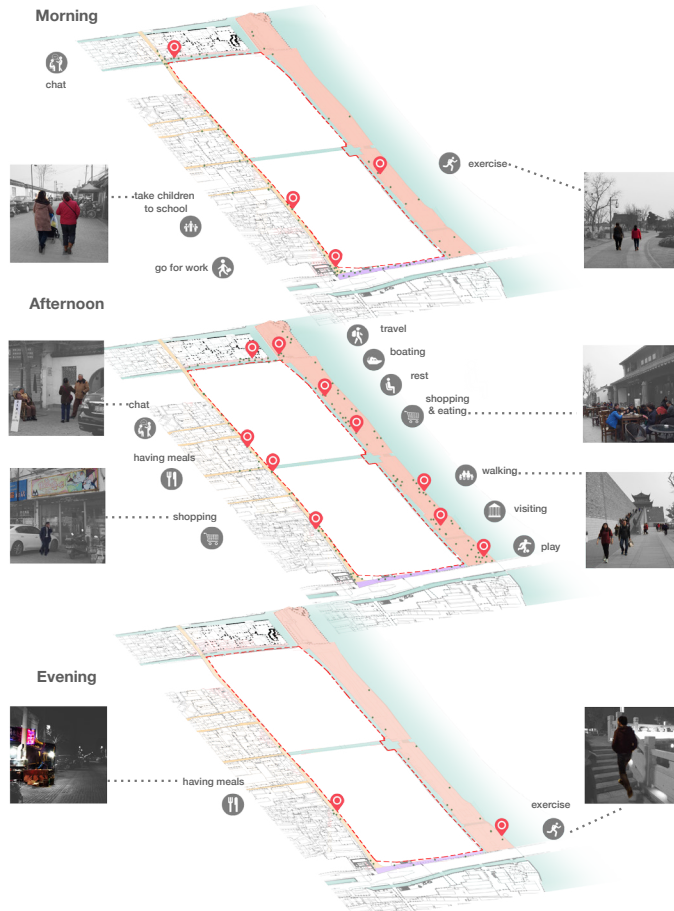 Morning
chat
exercise
take children
to school
go for work
Afternoon
travel
boating
rest
shopping
& eating
chat
having meals
walking
visiting
shopping
play
Evening
having meals
exercise